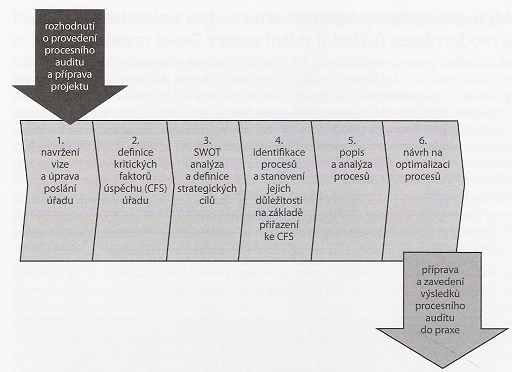 rozhodnutí
o provedení
procesního
auditu
a příprava
projektu
1.
navržení
vize
a úprava
poslání
úřadu
2.
definice
kritických
faktorů
úspěchu (CFS)
úřadu
3.
SWOT
analýza
a definice
strategických
cílů
4.
identifikace
procesů
a stanovení
jejich
důležitosti
na základě
přiřazení
ke CFS
5.
popis
a analýza
procesů
6.
návrh na
optimalizaci
procesů
příprava
a zavedení
výsledků
procesního
auditu
do praxe